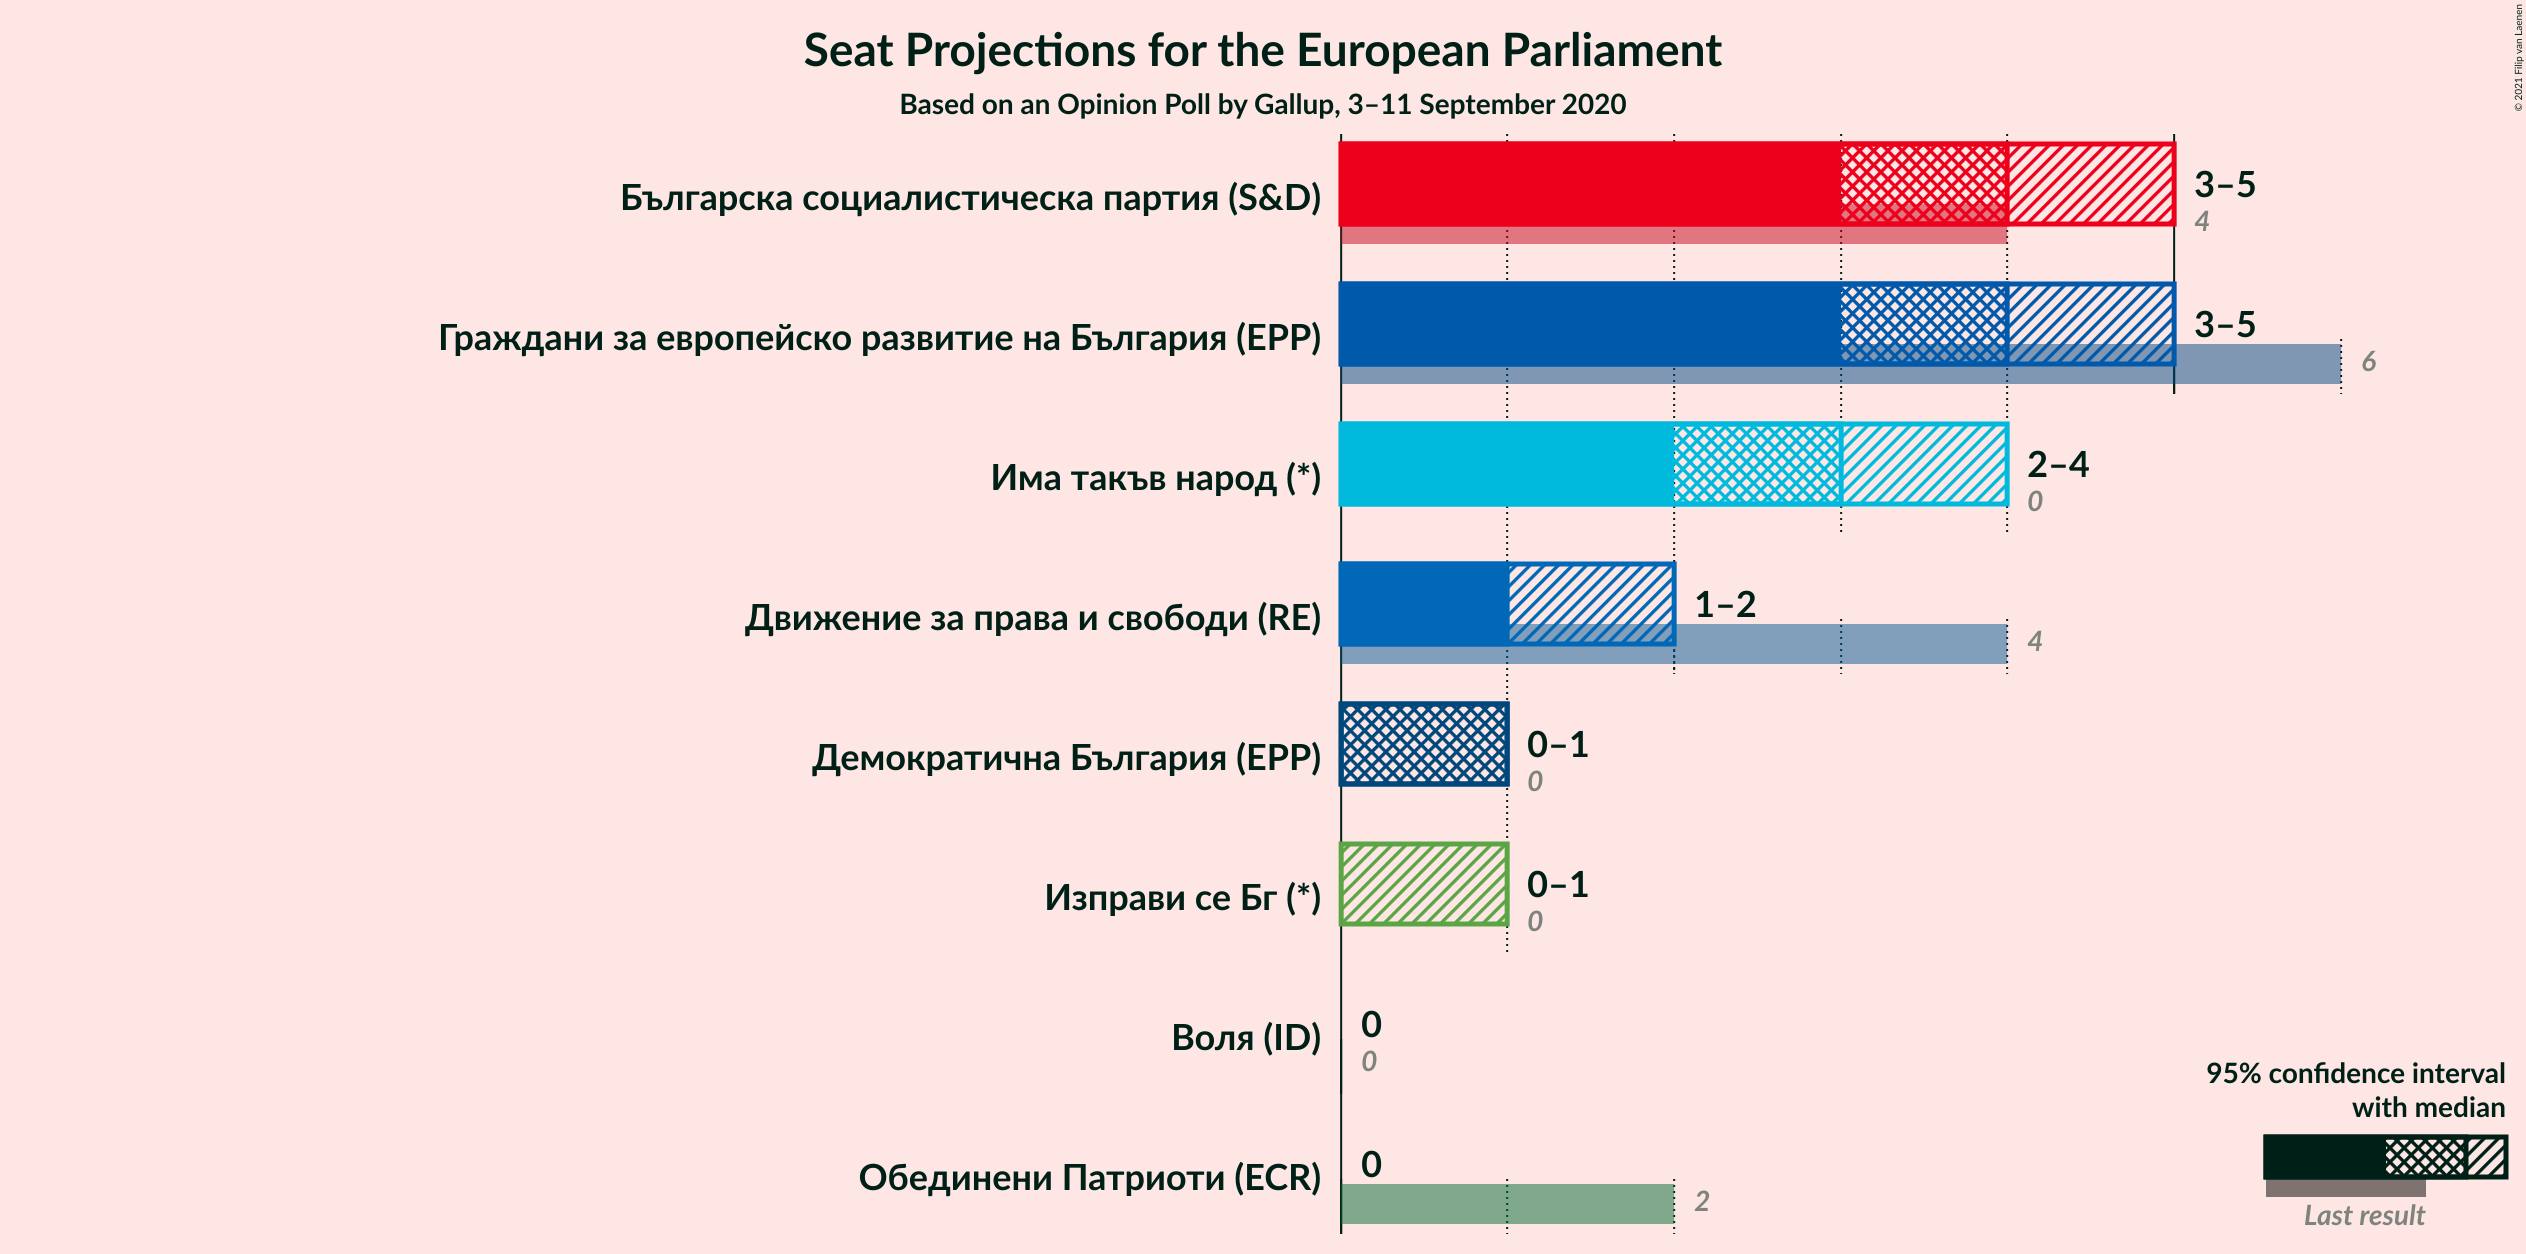 Seat Projections for the European Parliament
Based on an Opinion Poll by Gallup, 3–11 September 2020
© 2021 Filip van Laenen
Българска социалистическа партия (S&D)
3–5
4
Граждани за европейско развитие на България (EPP)
3–5
6
Има такъв народ (*)
2–4
0
Движение за права и свободи (RE)
1–2
4
Демократична България (EPP)
0–1
0
Изправи се Бг (*)
0–1
0
Воля (ID)
0
0
Обединени Патриоти (ECR)
0
2
95% confidence interval
with median
Last result